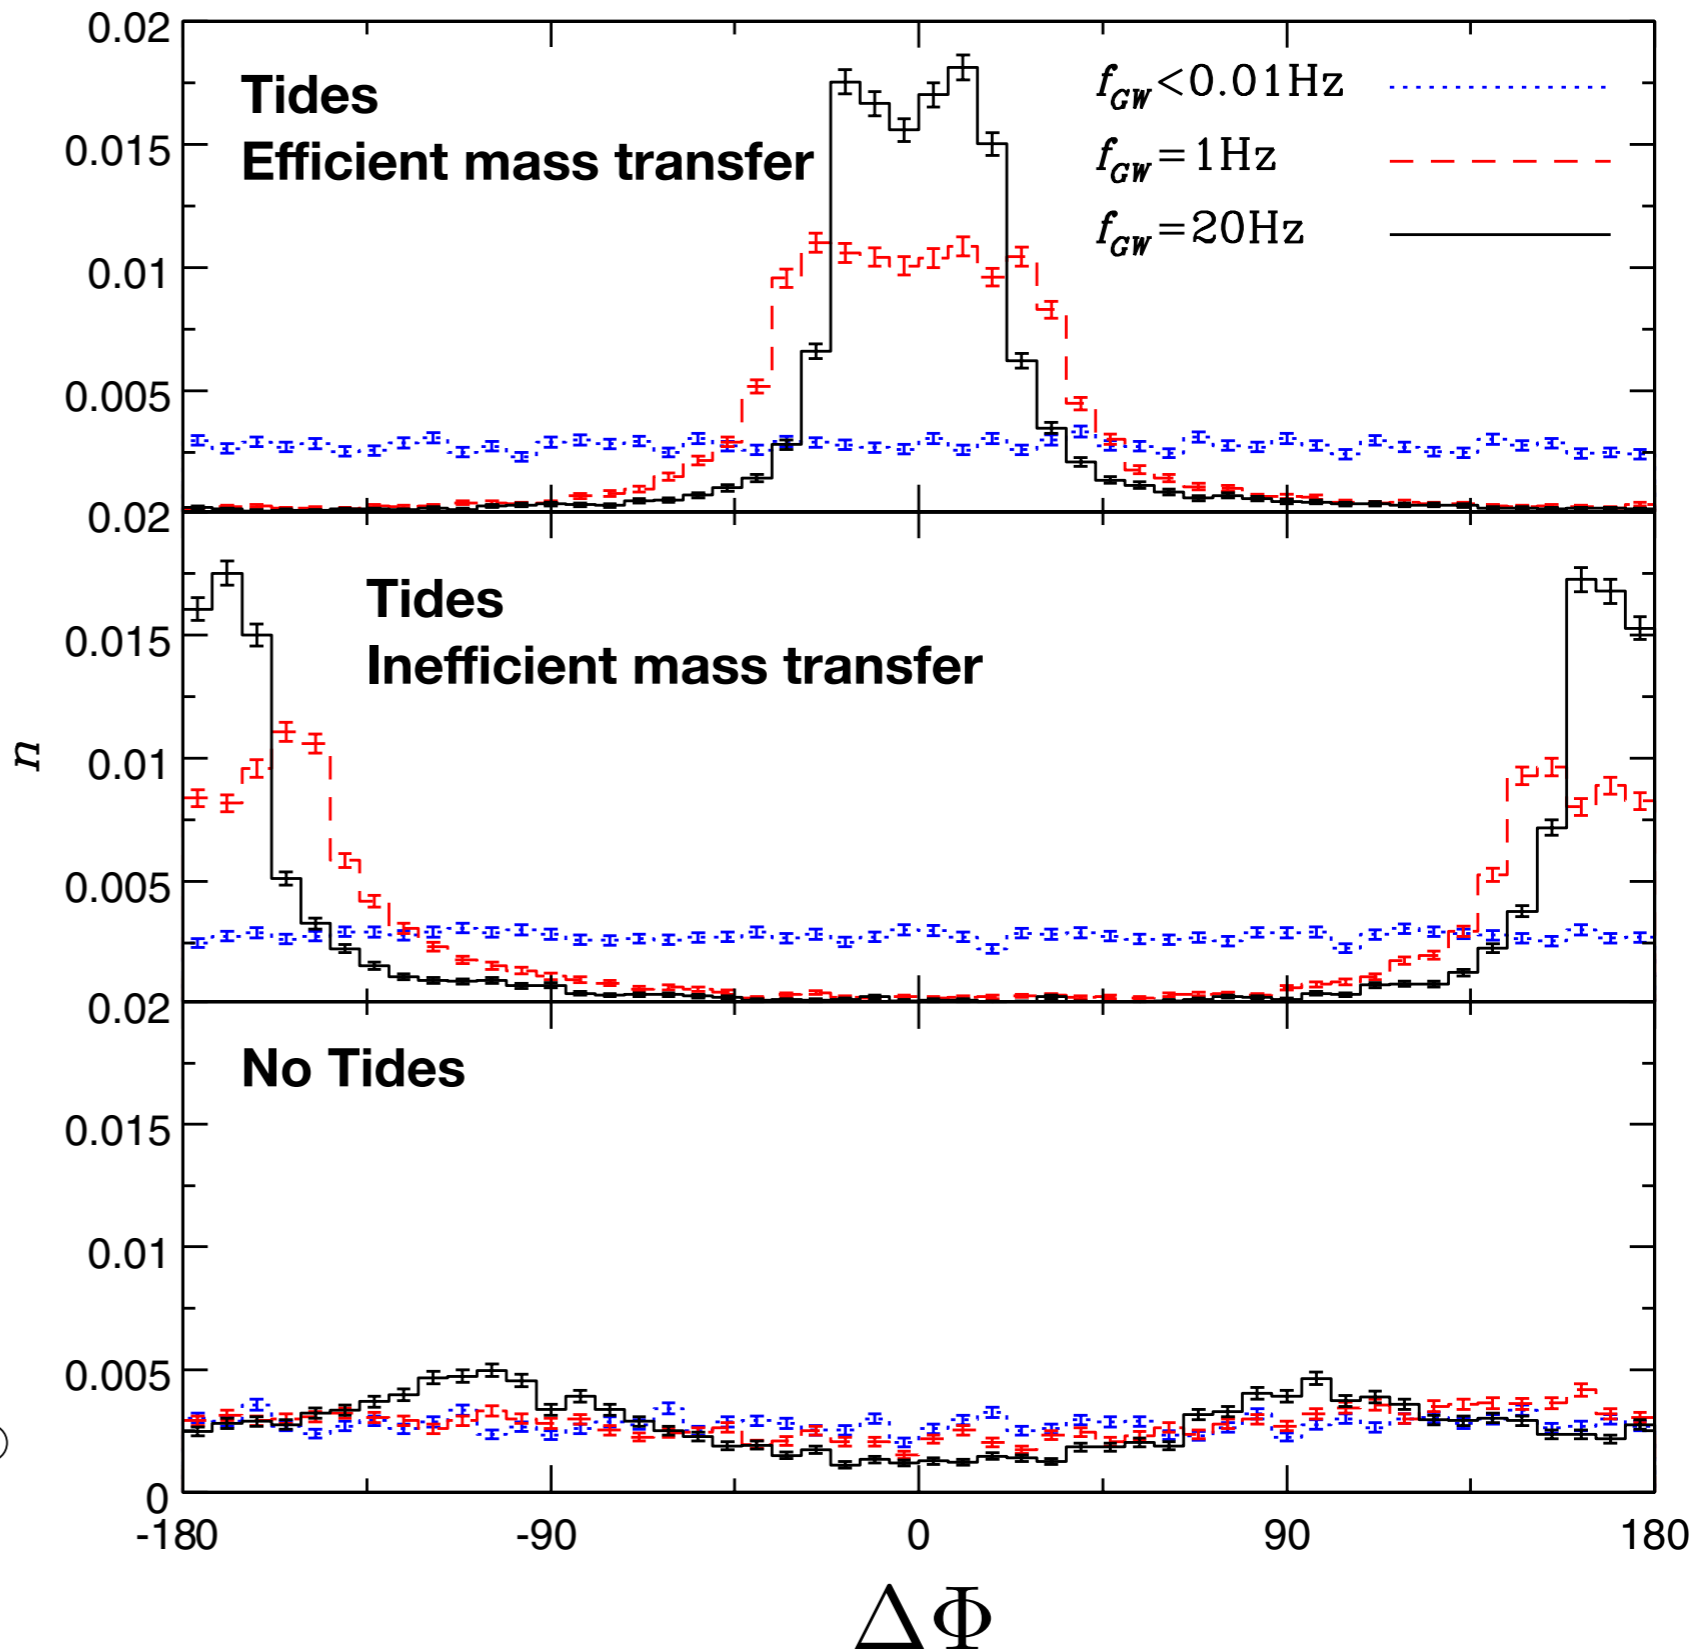 0.02
Tides
Efficient mass transfer
f_GW<0.01Hz
f_GW=1Hz
f_GW=20Hz
0.015
0.01
0.005
0.02
Tides
Inefficient mass transfer
0.015
n
0.01
0.005
0.02
No Tides
0.015
0.01
0.005
0
-180 -90 0 90 180
ΔΦ